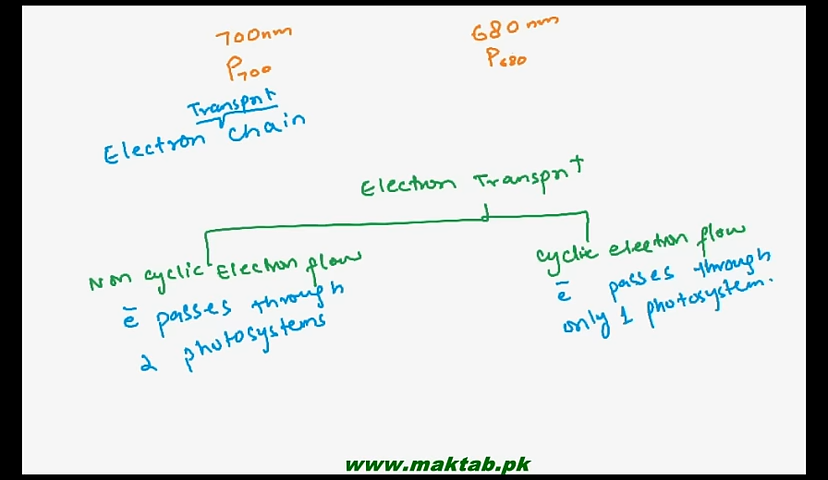 700nm
680nm
P700
P680
Transport
Electron chain
Electron Transport
Non cyclic Electron flow
cyclic electron flow
ē passes through
2 photosystems
ē passes through
only 1 photosystem.
www.maktab.pk